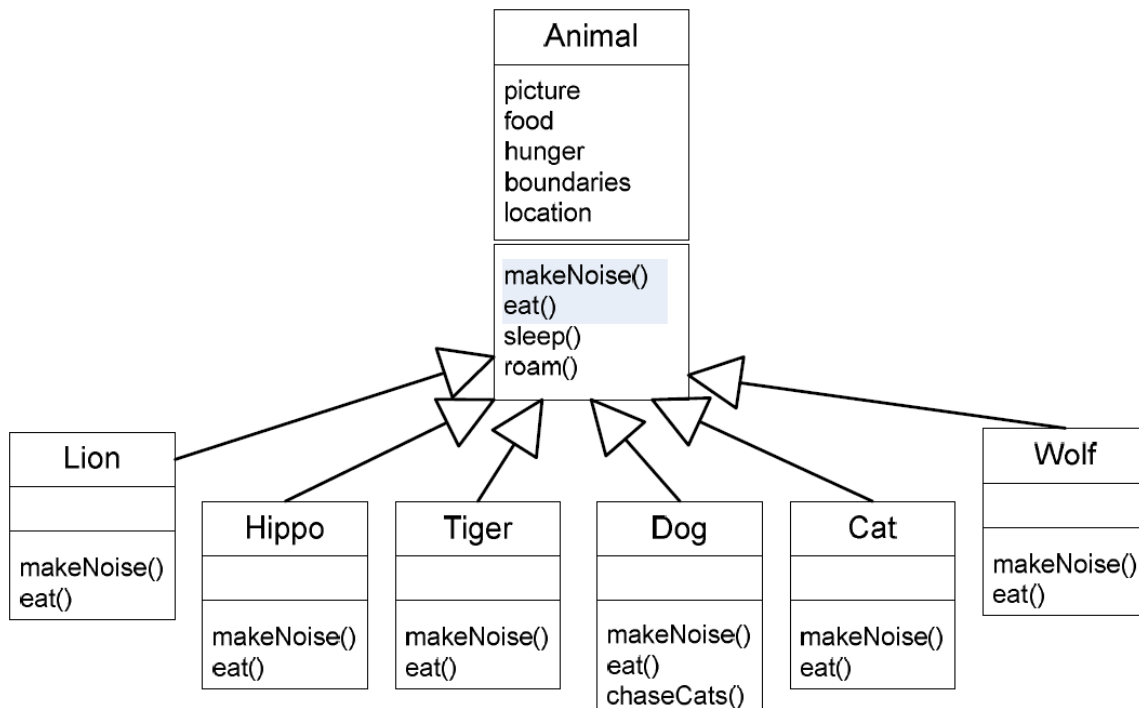 Animal
picture
food
hunger
boundaries
location
makeNoise()
eat()
sleep()
roam()
Lion
makeNoise()
eat()
Hippo
makeNoise()
eat()
Tiger
makeNoise()
eat()
Dog
makeNoise()
eat()
chaseCats()
Cat
makeNoise()
eat()
Wolf
makeNoise()
eat()